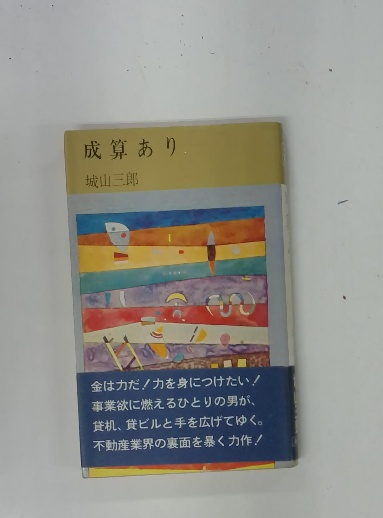 成算あり
城山三郎
金は力だ！力を身につけたい！
事業欲に燃えるひとりの男が、
貸机、貸ビルと手を広げてゆく。
不動産業界の裏面を暴く力作！